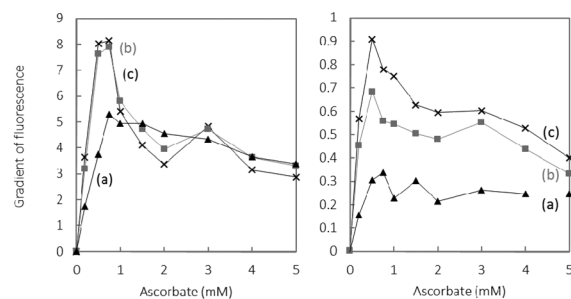 Gradient of fluorescence
9
8
7
6
5
4
3
2
1
0
(b)
(c)
(a)
0 1 2 3 4 5
Ascorbate (mM)
1
0.9
0.8
0.7
0.6
0.5
0.4
0.3
0.2
0.1
0
(c)
(b)
(a)
0 1 2 3 4 5
Ascorbate (mM)